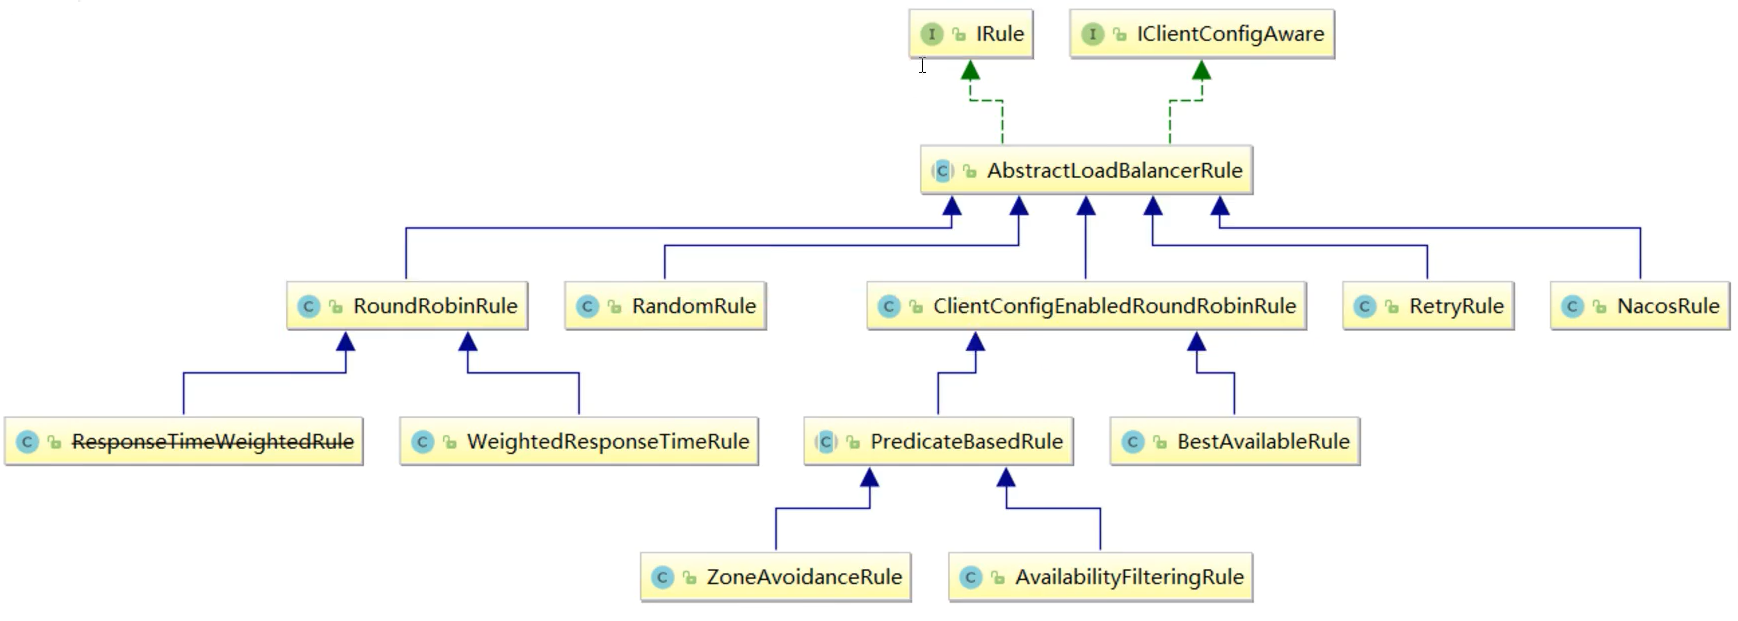 I IRule
I IClientConfigAware
C AbstractLoadBalancerRule
C RoundRobinRule
C RandomRule
C ClientConfigEnabledRoundRobinRule
C RetryRule
C NacosRule
C ResponseTimeWeightedRule
C WeightedResponseTimeRule
C PredicateBasedRule
C BestAvailableRule
C ZoneAvoidanceRule
C AvailabilityFilteringRule